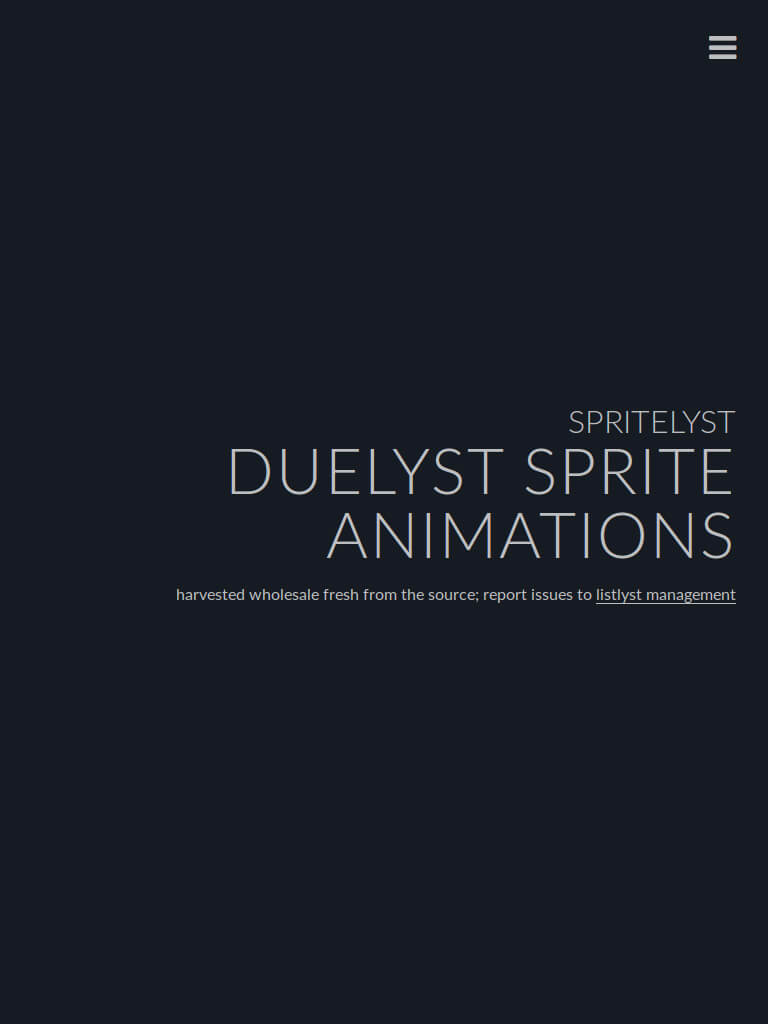 SPRITELYST
DUELYST SPRITE
ANIMATIONS
harvested wholesale fresh from the source; report issues to listlyst management